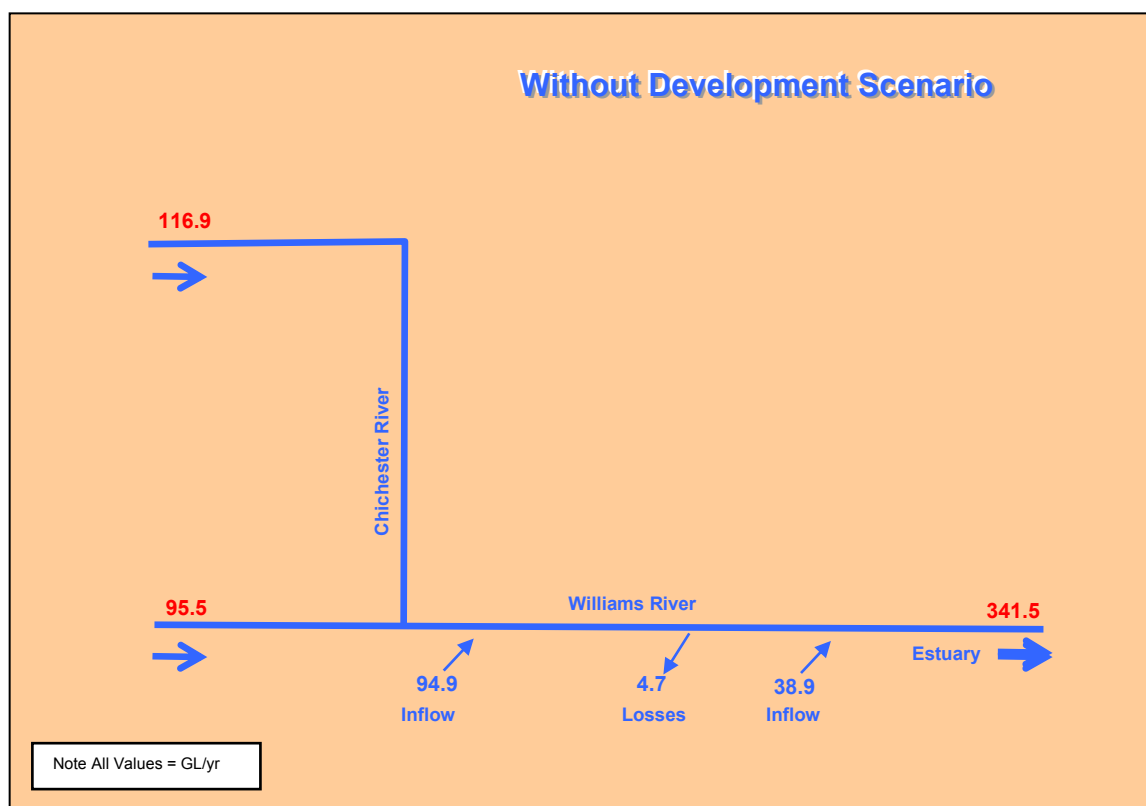 Without Development Scenario
116.9
Chichester River
95.5
Williams River
341.5
Estuary
94.9
4.7
38.9
Inflow
Losses
Inflow
Note All Values = GL/yr